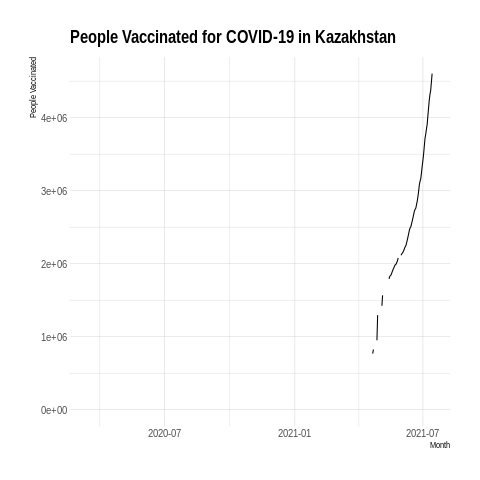 People Vaccinated for COVID-19 in Kazakhstan
People Vaccinated
4e+06
3e+06
2e+06
1e+06
0e+00
2020-07
2021-01
2021-07
Month